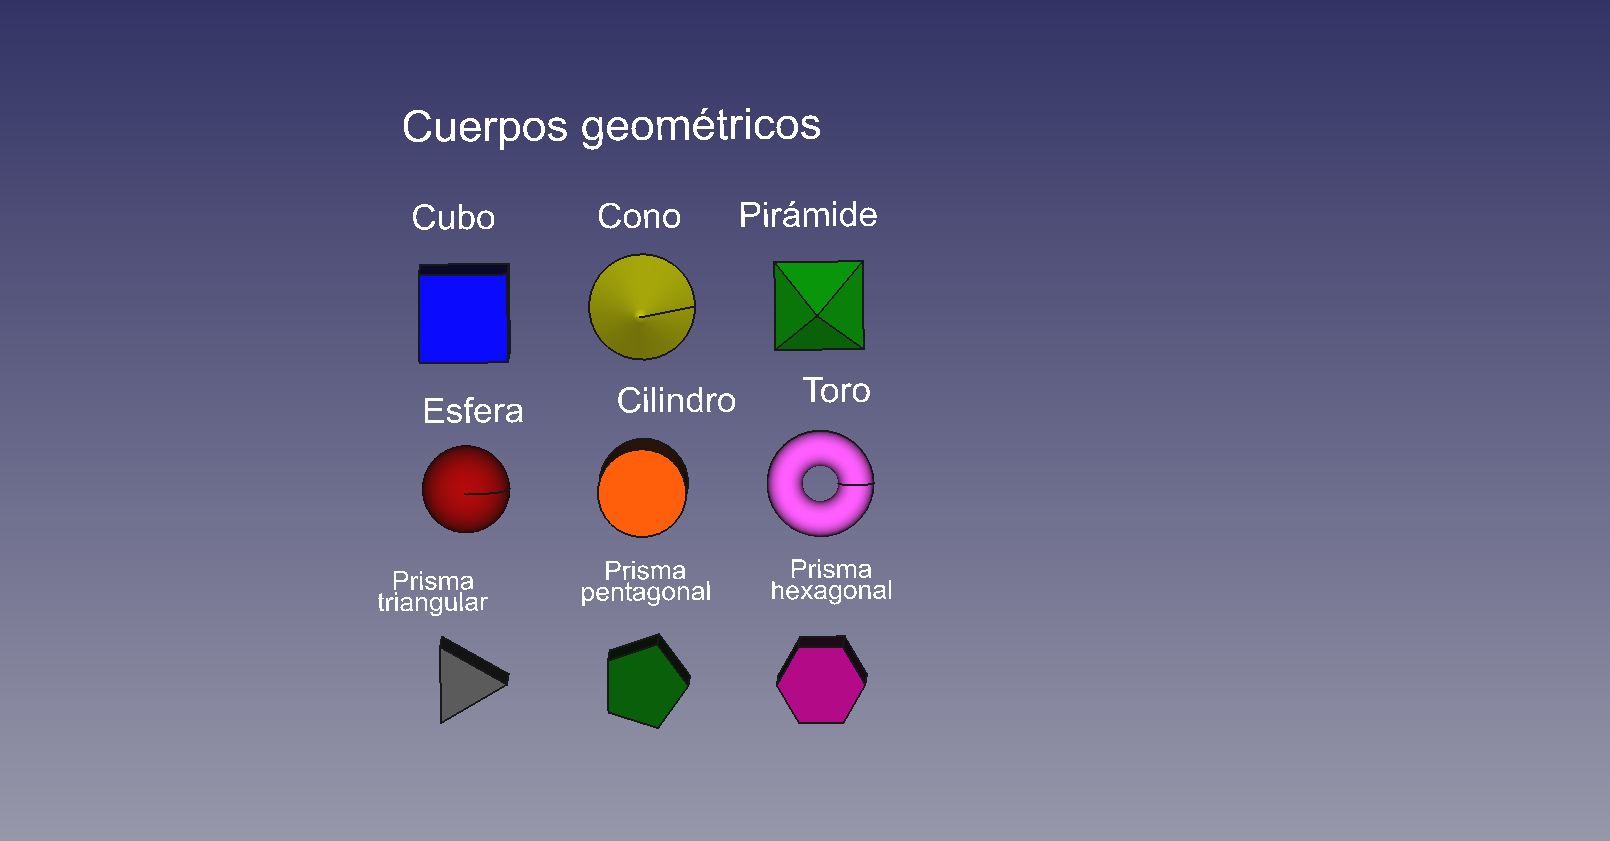 Cuerpos geométricos
Cubo
Cono
Pirámide
Esfera
Cilindro
Toro
Prisma
triangular
Prisma
pentagonal
Prisma
hexagonal